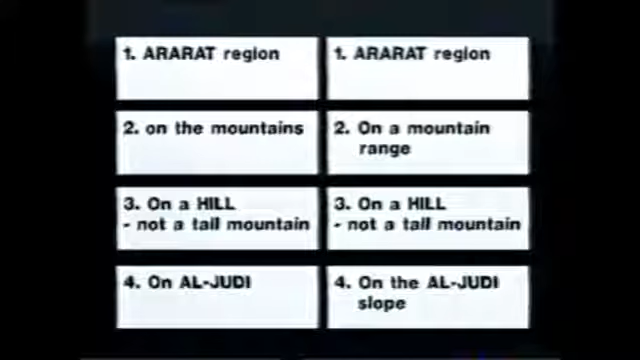 1. ARARAT region
2. on the mountains
3. On a HILL
- not a tall mountain
4. On AL-JUDI
1. ARARAT region
2. On a mountain
range
3. On a HILL
- not a tall mountain
4. On the AL-JUDI
slope